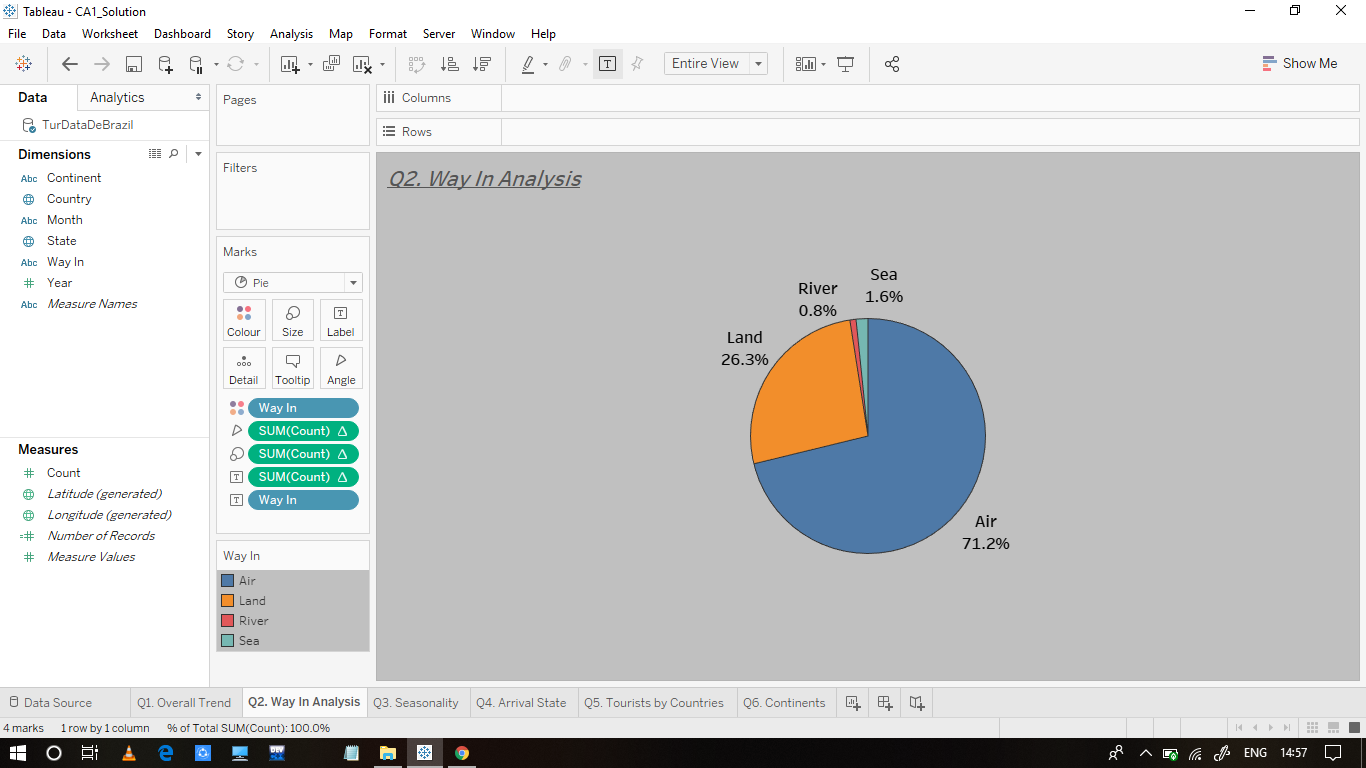 Tableau - CA1_Solution
File Data Worksheet Dashboard Story Analysis Map Format Server Window Help
Entire View
Show Me
Data Analytics
TurDataDeBrazil
Dimensions
Abc Continent
Country
Abc Month
State
Abc Way In
# Year
Abc Measure Names
Measures
# Count
Latitude (generated)
Longitude (generated)
=# Number of Records
# Measure Values
Pages
Filters
Marks
Pie
Colour Size Label
Detail Tooltip Angle
Way In
SUM(Count) Δ
SUM(Count) Δ
SUM(Count) Δ
Way In
Way In
Air
Land
River
Sea
Columns
Rows
Q2. Way In Analysis
Sea
1.6%
River
0.8%
Land
26.3%
Air
71.2%
Data Source Q1. Overall Trend Q2. Way In Analysis Q3. Seasonality Q4. Arrival State Q5. Tourists by Countries Q6. Continents
4 marks 1 row by 1 column % of Total SUM(Count): 100.0%
DEV
ENG 14:57